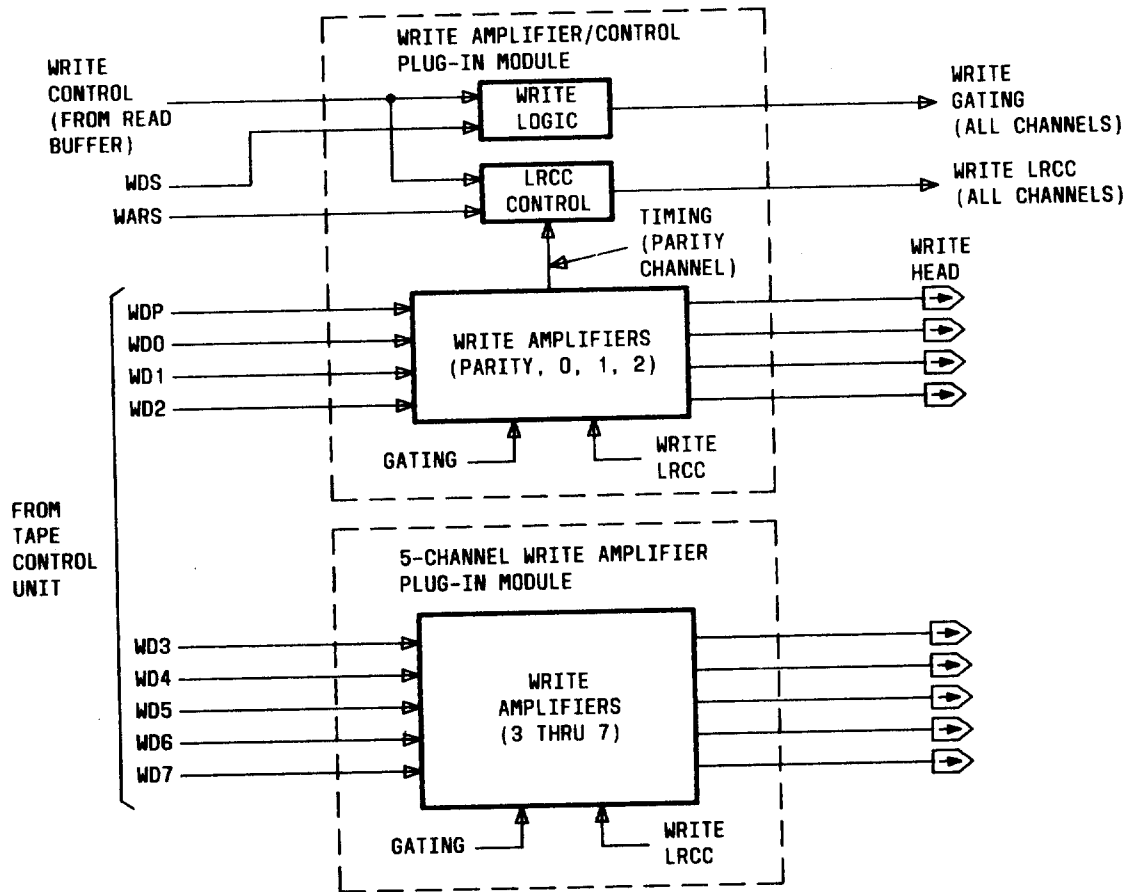 WRITE AMPLIFIER/CONTROL
PLUG-IN MODULE
WRITE
CONTROL
(FROM READ
BUFFER)
WRITE
LOGIC
WRITE
GATING
(ALL CHANNELS)
WDS
LRCC
CONTROL
WRITE LRCC
(ALL CHANNELS)
WARS
TIMING
(PARITY
CHANNEL)
WRITE
HEAD
WDP
WD0
WD1
WD2
WRITE AMPLIFIERS
(PARITY, 0, 1, 2)
GATING
WRITE
LRCC
FROM
TAPE
CONTROL
UNIT
5-CHANNEL WRITE AMPLIFIER
PLUG-IN MODULE
WD3
WD4
WD5
WD6
WD7
WRITE
AMPLIFIERS
(3 THRU 7)
GATING
WRITE
LRCC